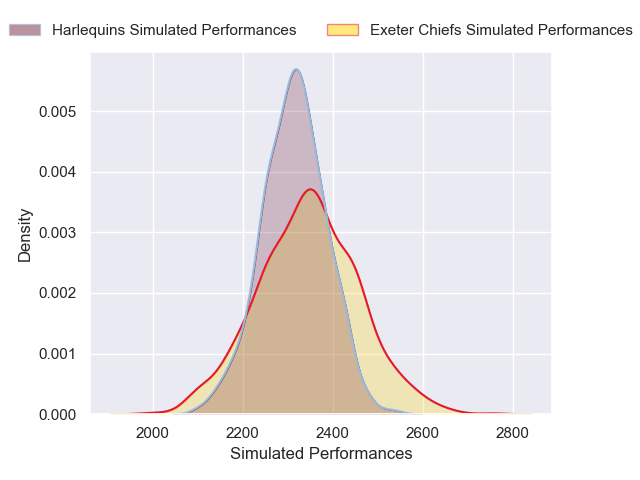 Harlequins Simulated Performances Exeter Chiefs Simulated Performances
0.005
0.004
0.003
0.002
0.001
0.000
Density
2000 2200 2400 2600 2800
Simulated Performances